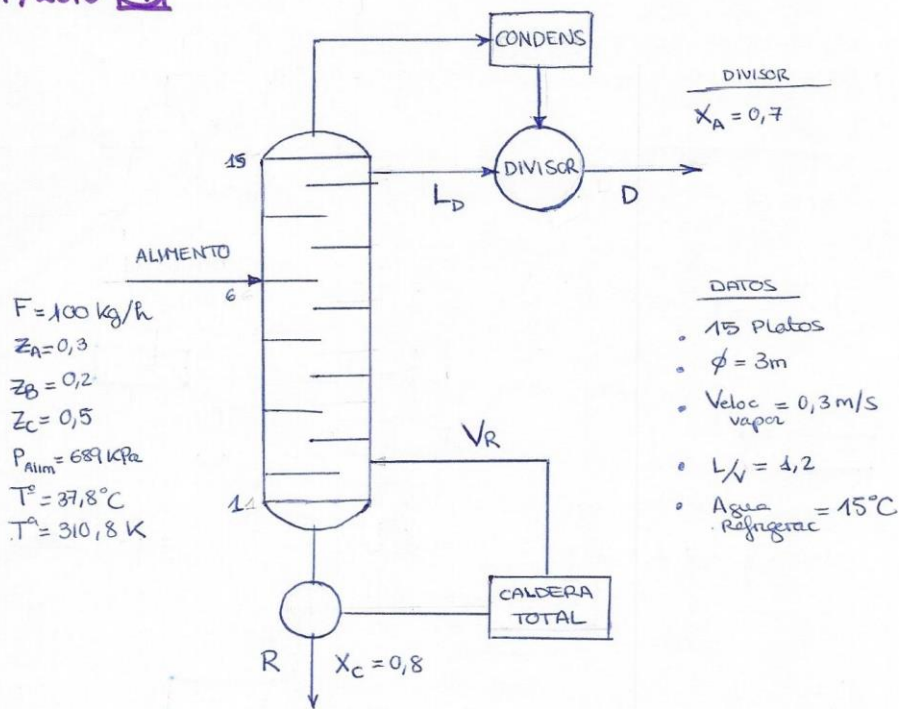 CONDENS
DIVISOR
X_A = 0,7
15
DIVISOR
L_D
D
ALIMENTO
6
F = 100 kg/h
Z_A = 0,3
Z_B = 0,2
Z_C = 0,5
P_Alim = 689 KPa
Tª = 37,8°C
Tª = 310,8 K
DATOS
• 15 Platos
• ϕ = 3m
• Veloc vapor = 0,3 m/s
• L/V = 1,2
• Agua Refrigerac = 15°C
V_R
1
CALDERA
TOTAL
R
X_C = 0,8